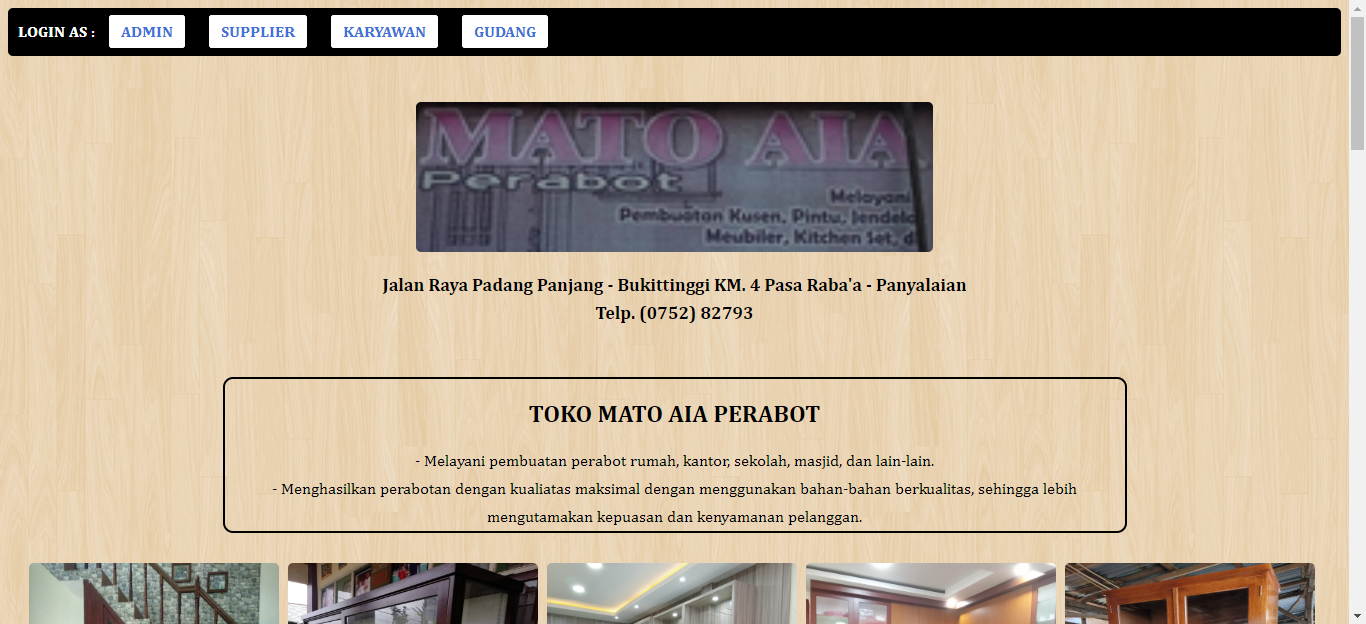 LOGIN AS : ADMIN SUPPLIER KARYAWAN GUDANG
MATO AIA
Perabot
Melayani
Pembuatan Kusen, Pintu, Jendela
Meubiler, Kitchen Set, d
Jalan Raya Padang Panjang - Bukittinggi KM. 4 Pasa Raba'a - Panyalaian
Telp. (0752) 82793
TOKO MATO AIA PERABOT
- Melayani pembuatan perabot rumah, kantor, sekolah, masjid, dan lain-lain.
- Menghasilkan perabotan dengan kualiatas maksimal dengan menggunakan bahan-bahan berkualitas, sehingga lebih
mengutamakan kepuasan dan kenyamanan pelanggan.